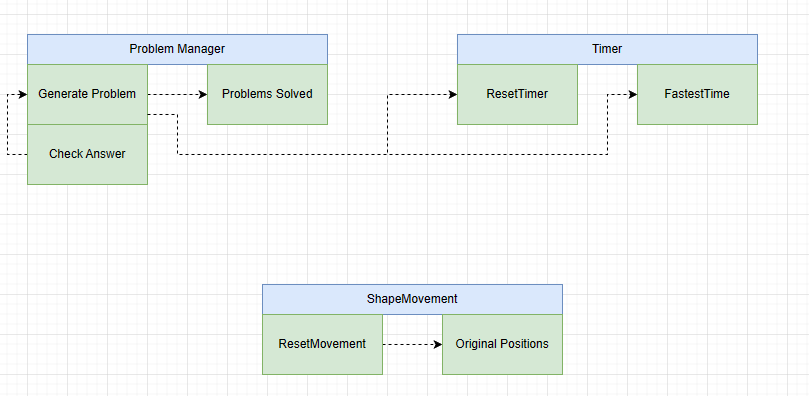 Problem Manager
Timer
Generate Problem
Problems Solved
ResetTimer
FastestTime
Check Answer
ShapeMovement
ResetMovement
Original Positions